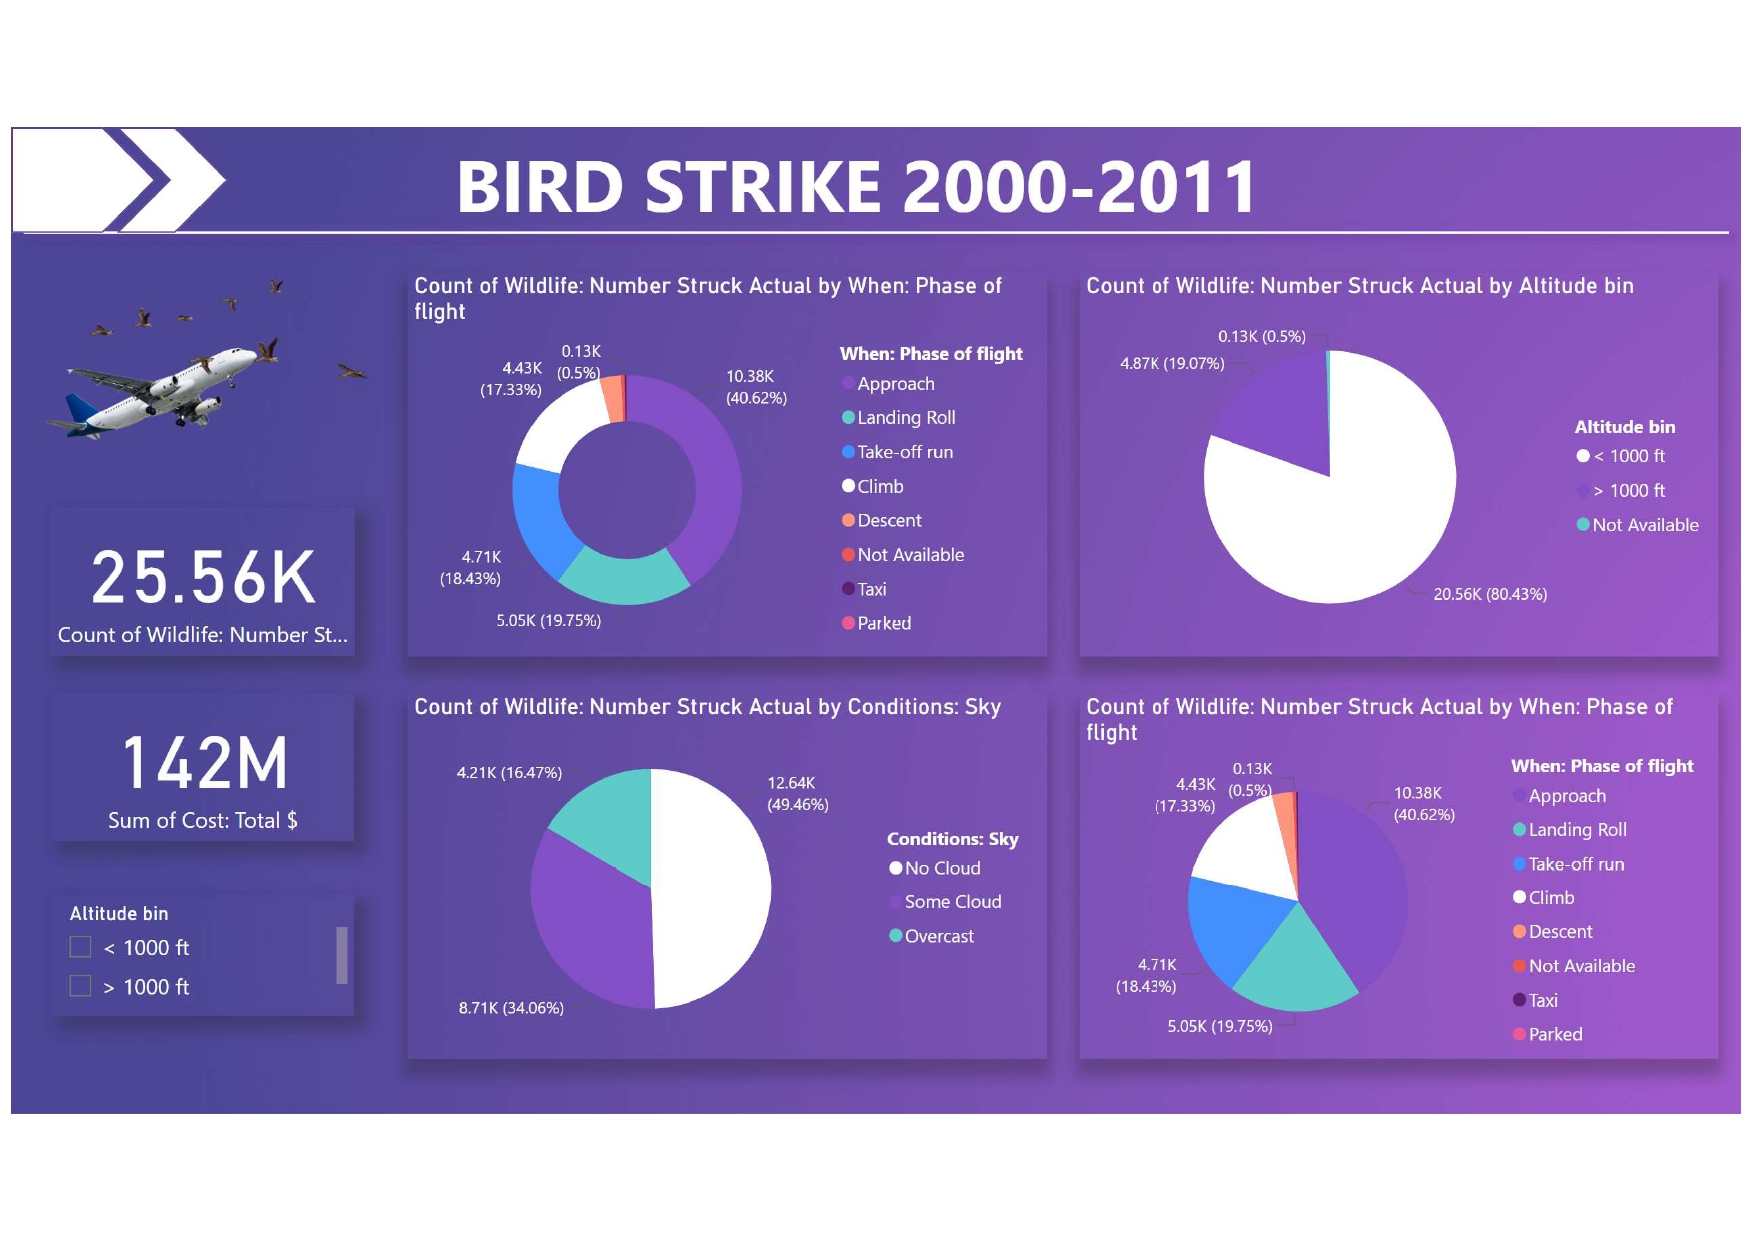 BIRD STRIKE 2000-2011
25.56K
Count of Wildlife: Number St...
142M
Sum of Cost: Total $
Altitude bin
< 1000 ft
> 1000 ft
Count of Wildlife: Number Struck Actual by When: Phase of
flight
0.13K
(0.5%)
4.43K
(17.33%)
10.38K
(40.62%)
4.71K
(18.43%)
5.05K (19.75%)
When: Phase of flight
Approach
Landing Roll
Take-off run
Climb
Descent
Not Available
Taxi
Parked
Count of Wildlife: Number Struck Actual by Altitude bin
0.13K (0.5%)
4.87K (19.07%)
20.56K (80.43%)
Altitude bin
< 1000 ft
> 1000 ft
Not Available
Count of Wildlife: Number Struck Actual by Conditions: Sky
4.21K (16.47%)
12.64K
(49.46%)
8.71K (34.06%)
Conditions: Sky
No Cloud
Some Cloud
Overcast
Count of Wildlife: Number Struck Actual by When: Phase of
flight
0.13K
(0.5%)
4.43K
(17.33%)
10.38K
(40.62%)
4.71K
(18.43%)
5.05K (19.75%)
When: Phase of flight
Approach
Landing Roll
Take-off run
Climb
Descent
Not Available
Taxi
Parked